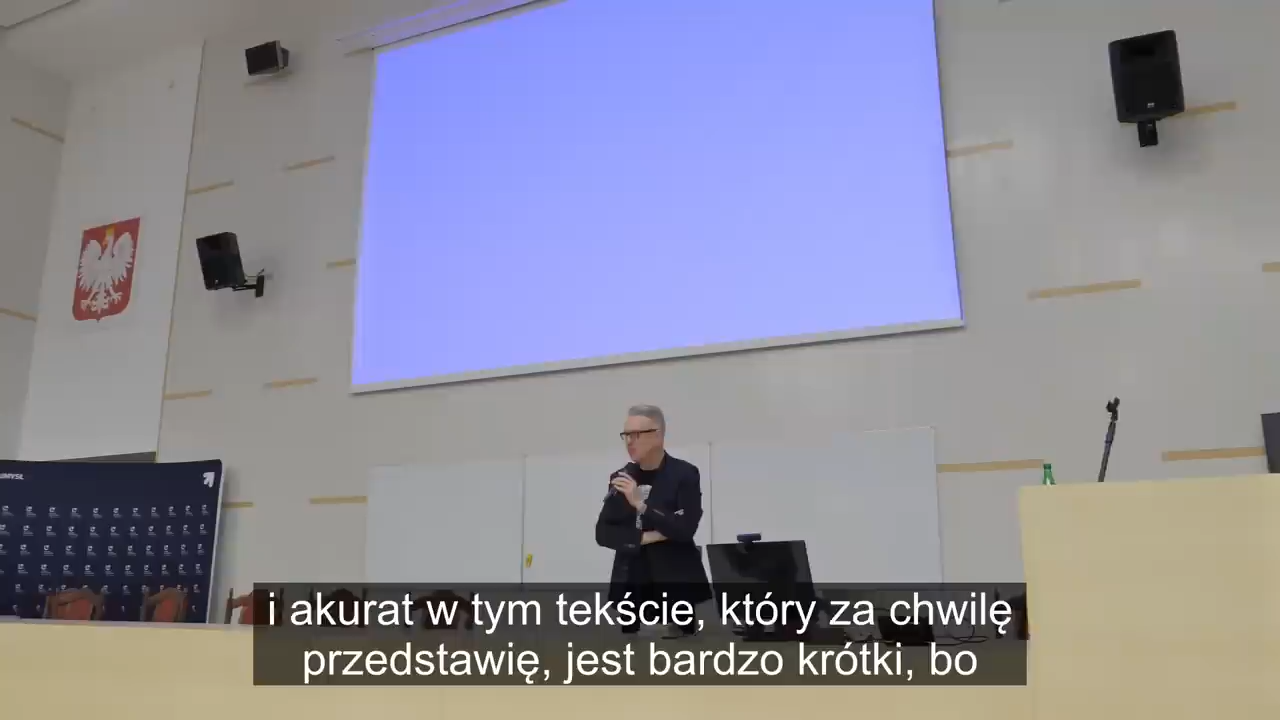 i akurat w tym tekście, który za chwilę
przedstawię, jest bardzo krótki, bo